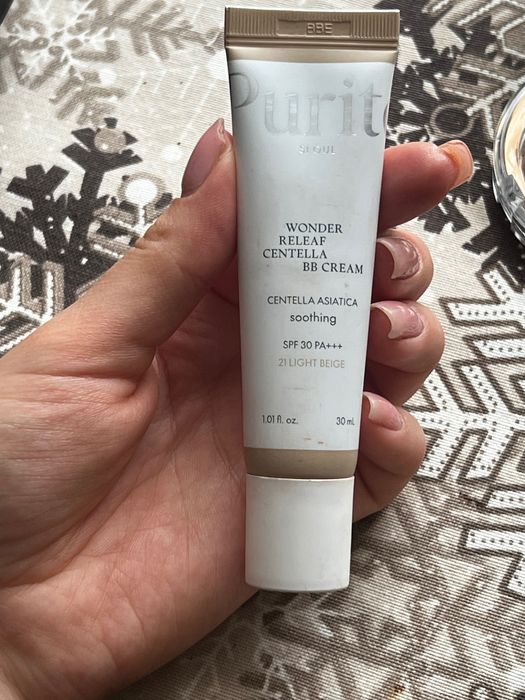 BBE
Purito
SEOUL
WONDER
RELEAF
CENTELLA
BB CREAM
CENTELLA ASIATICA
soothing
SPF 30 PA+++
21 LIGHT BEIGE
1.01 fl. oz. 30 mL